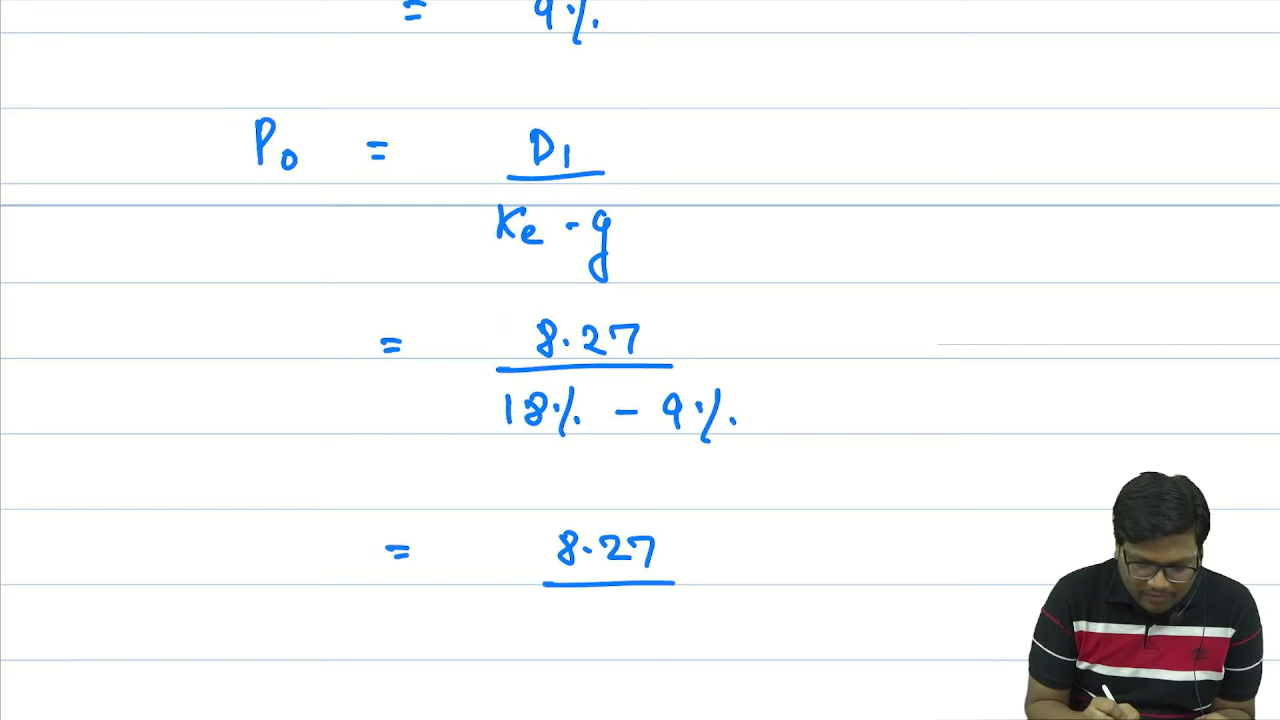 = 9%
P0 = D1
Ke - g
= 8.27
18% - 9%
= 8.27